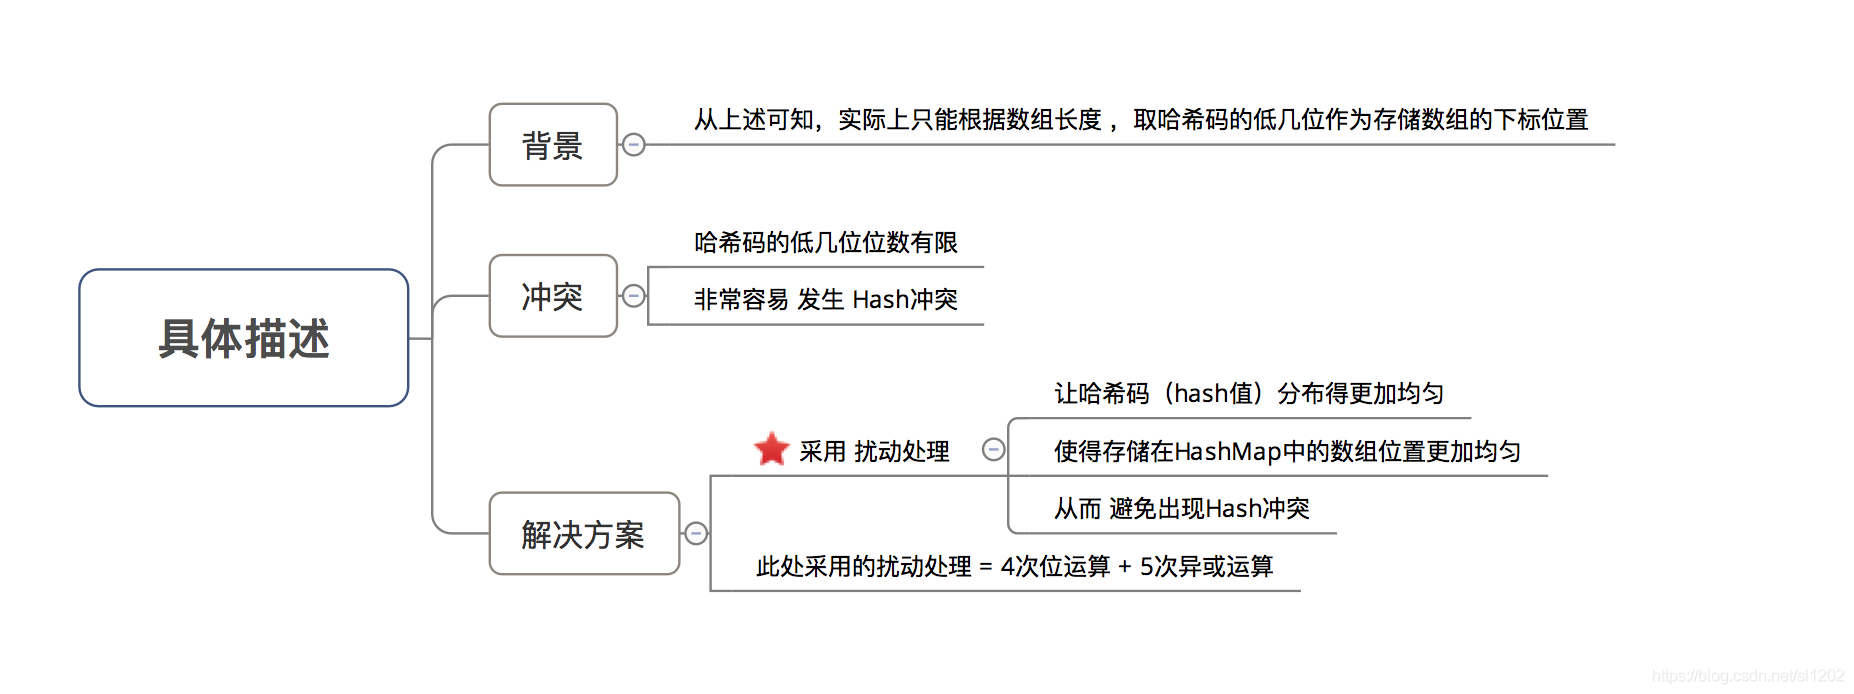 具体描述
背景
从上述可知，实际上只能根据数组长度 ，取哈希码的低几位作为存储数组的下标位置
冲突
哈希码的低几位位数有限
非常容易 发生 Hash冲突
解决方案
采用 扰动处理
让哈希码（hash值）分布得更加均匀
使得存储在HashMap中的数组位置更加均匀
从而 避免出现Hash冲突
此处采用的扰动处理 = 4次位运算 + 5次异或运算
https://blog.csdn.net/sl1202